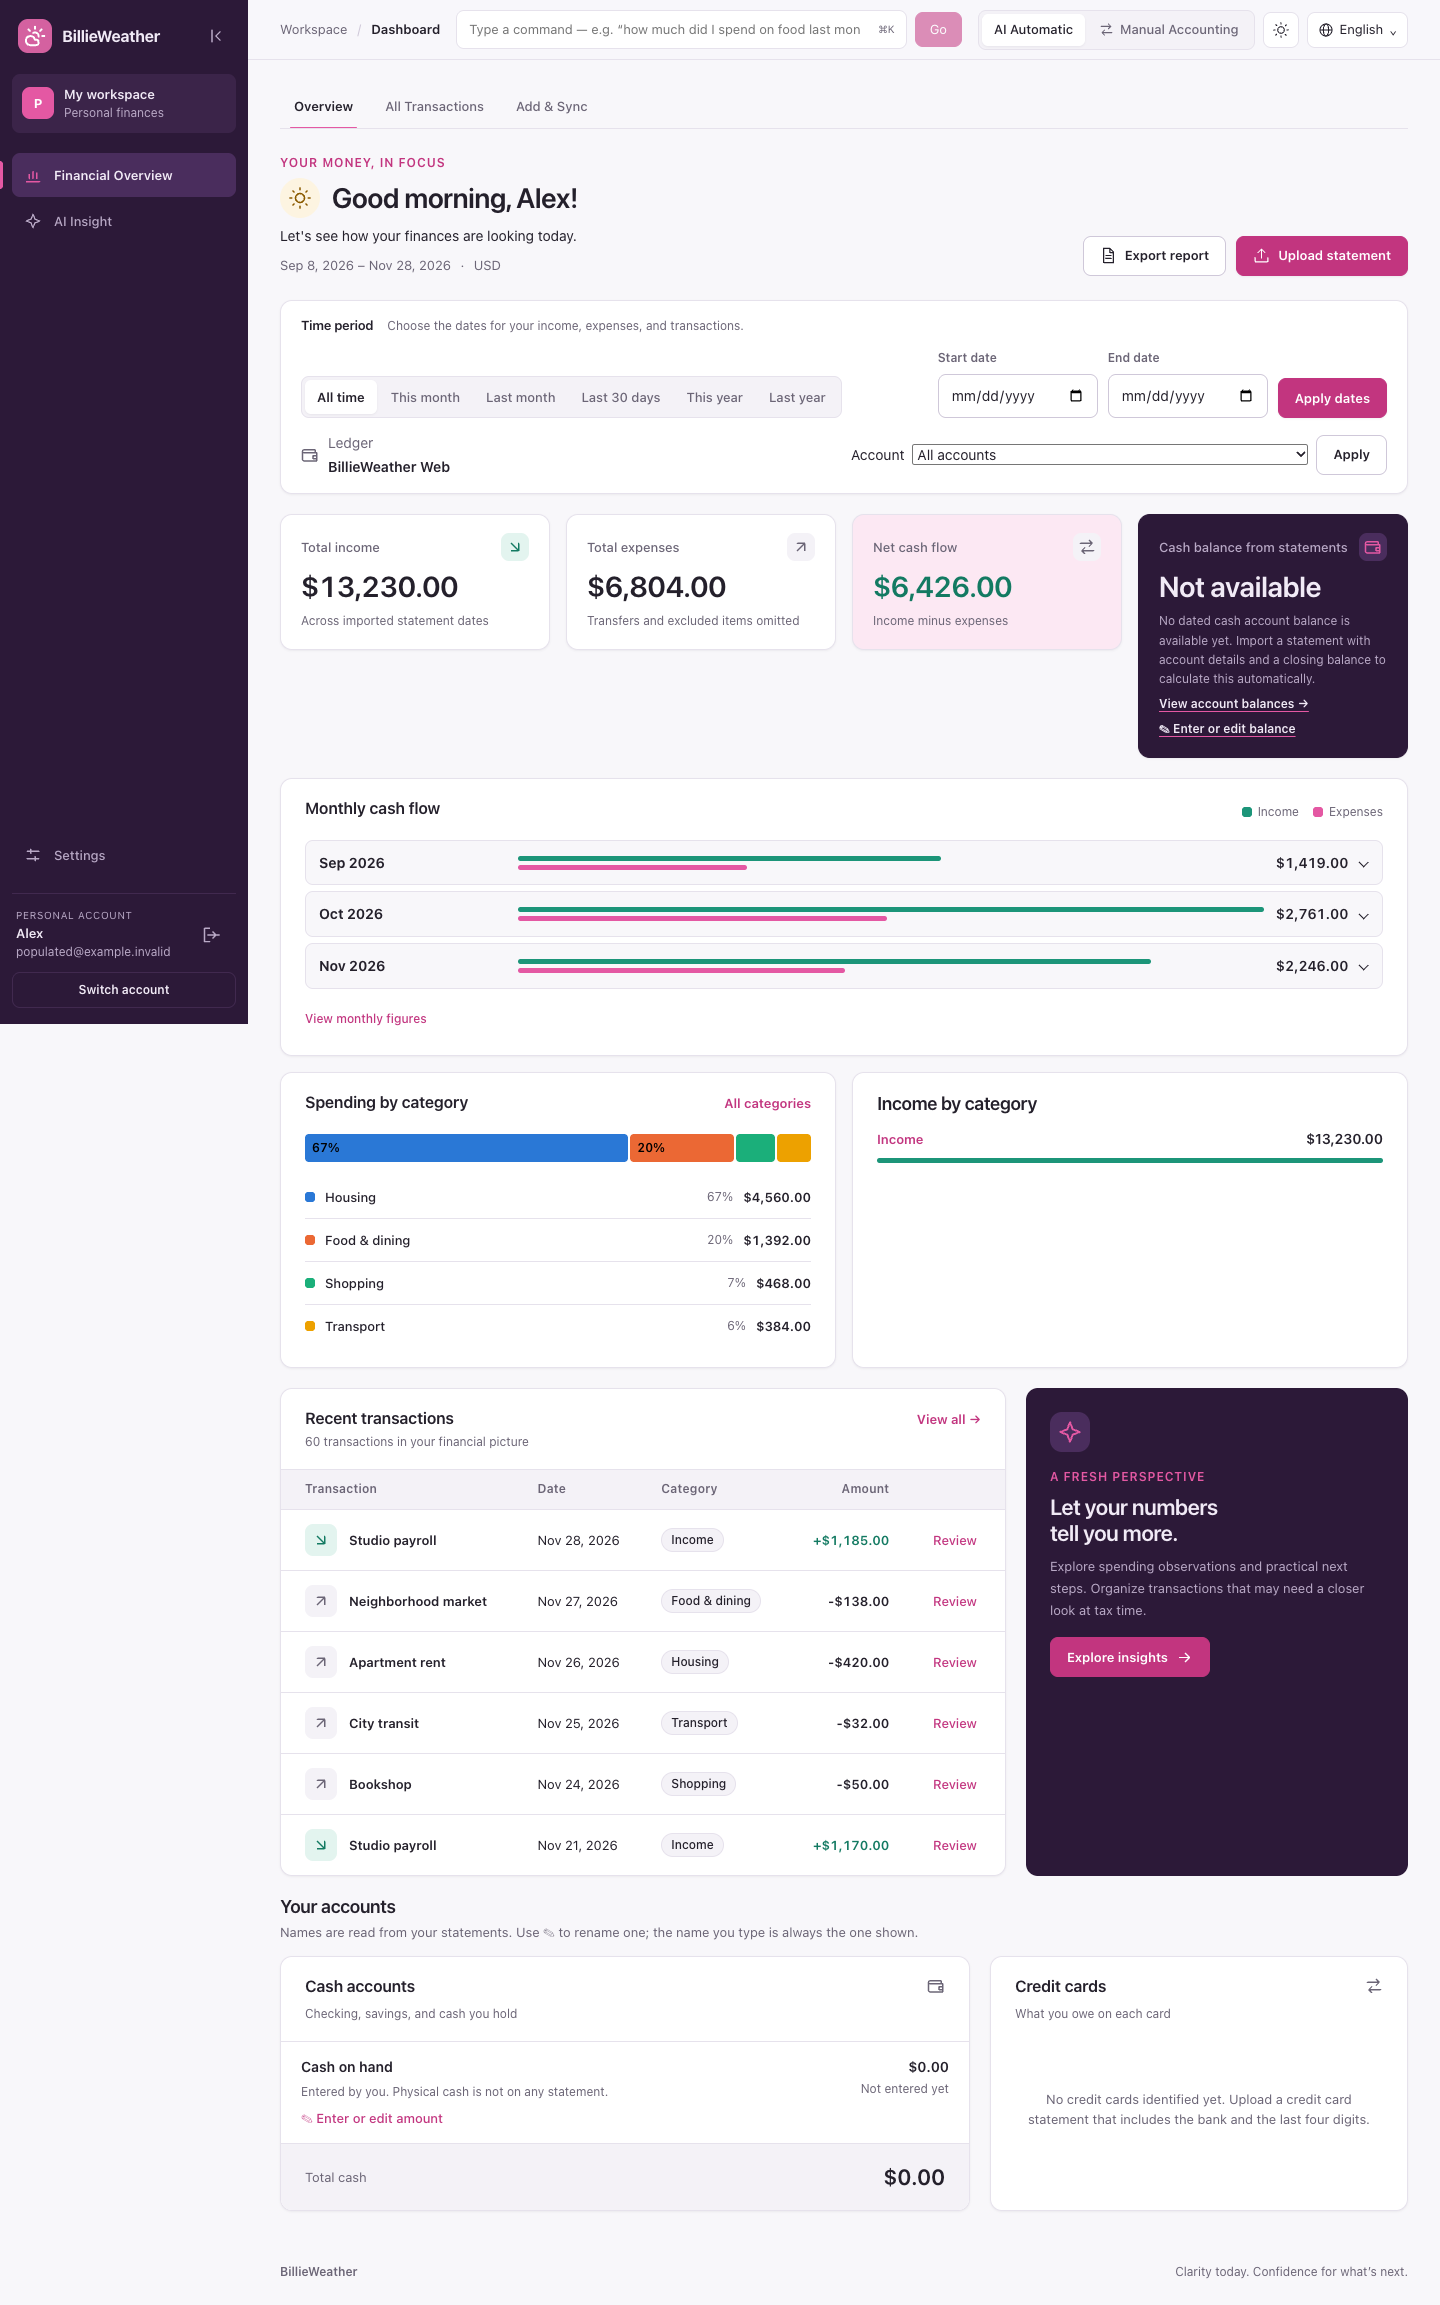 BillieWeather
P
My workspace
Personal finances
Financial Overview
AI Insight
Settings
PERSONAL ACCOUNT
Alex
populated@example.invalid
Switch account
Workspace / Dashboard
Type a command — e.g. “how much did I spend on food last mon
⌘K
Go
AI Automatic
Manual Accounting
English
Overview
All Transactions
Add & Sync
YOUR MONEY, IN FOCUS
Good morning, Alex!
Let's see how your finances are looking today.
Sep 8, 2026 – Nov 28, 2026 · USD
Export report
Upload statement
Time period
Choose the dates for your income, expenses, and transactions.
Start date
End date
All time
This month
Last month
Last 30 days
This year
Last year
mm/dd/yyyy
mm/dd/yyyy
Apply dates
Ledger
BillieWeather Web
Account
All accounts
Apply
Total income
$13,230.00
Across imported statement dates
Total expenses
$6,804.00
Transfers and excluded items omitted
Net cash flow
$6,426.00
Income minus expenses
Cash balance from statements
Not available
No dated cash account balance is
available yet. Import a statement with
account details and a closing balance to
calculate this automatically.
View account balances →
✎ Enter or edit balance
Monthly cash flow
Income
Expenses
Sep 2026
$1,419.00
Oct 2026
$2,761.00
Nov 2026
$2,246.00
View monthly figures
Spending by category
All categories
67%
20%
Housing 67% $4,560.00
Food & dining 20% $1,392.00
Shopping 7% $468.00
Transport 6% $384.00
Income by category
Income
$13,230.00
Recent transactions
View all →
60 transactions in your financial picture
Transaction Date Category Amount
Studio payroll Nov 28, 2026 Income +$1,185.00 Review
Neighborhood market Nov 27, 2026 Food & dining -$138.00 Review
Apartment rent Nov 26, 2026 Housing -$420.00 Review
City transit Nov 25, 2026 Transport -$32.00 Review
Bookshop Nov 24, 2026 Shopping -$50.00 Review
Studio payroll Nov 21, 2026 Income +$1,170.00 Review
A FRESH PERSPECTIVE
Let your numbers
tell you more.
Explore spending observations and practical next
steps. Organize transactions that may need a closer
look at tax time.
Explore insights →
Your accounts
Names are read from your statements. Use ✎ to rename one; the name you type is always the one shown.
Cash accounts
Checking, savings, and cash you hold
Cash on hand
$0.00
Entered by you. Physical cash is not on any statement.
Not entered yet
✎ Enter or edit amount
Total cash
$0.00
Credit cards
What you owe on each card
No credit cards identified yet. Upload a credit card
statement that includes the bank and the last four digits.
BillieWeather
Clarity today. Confidence for what's next.